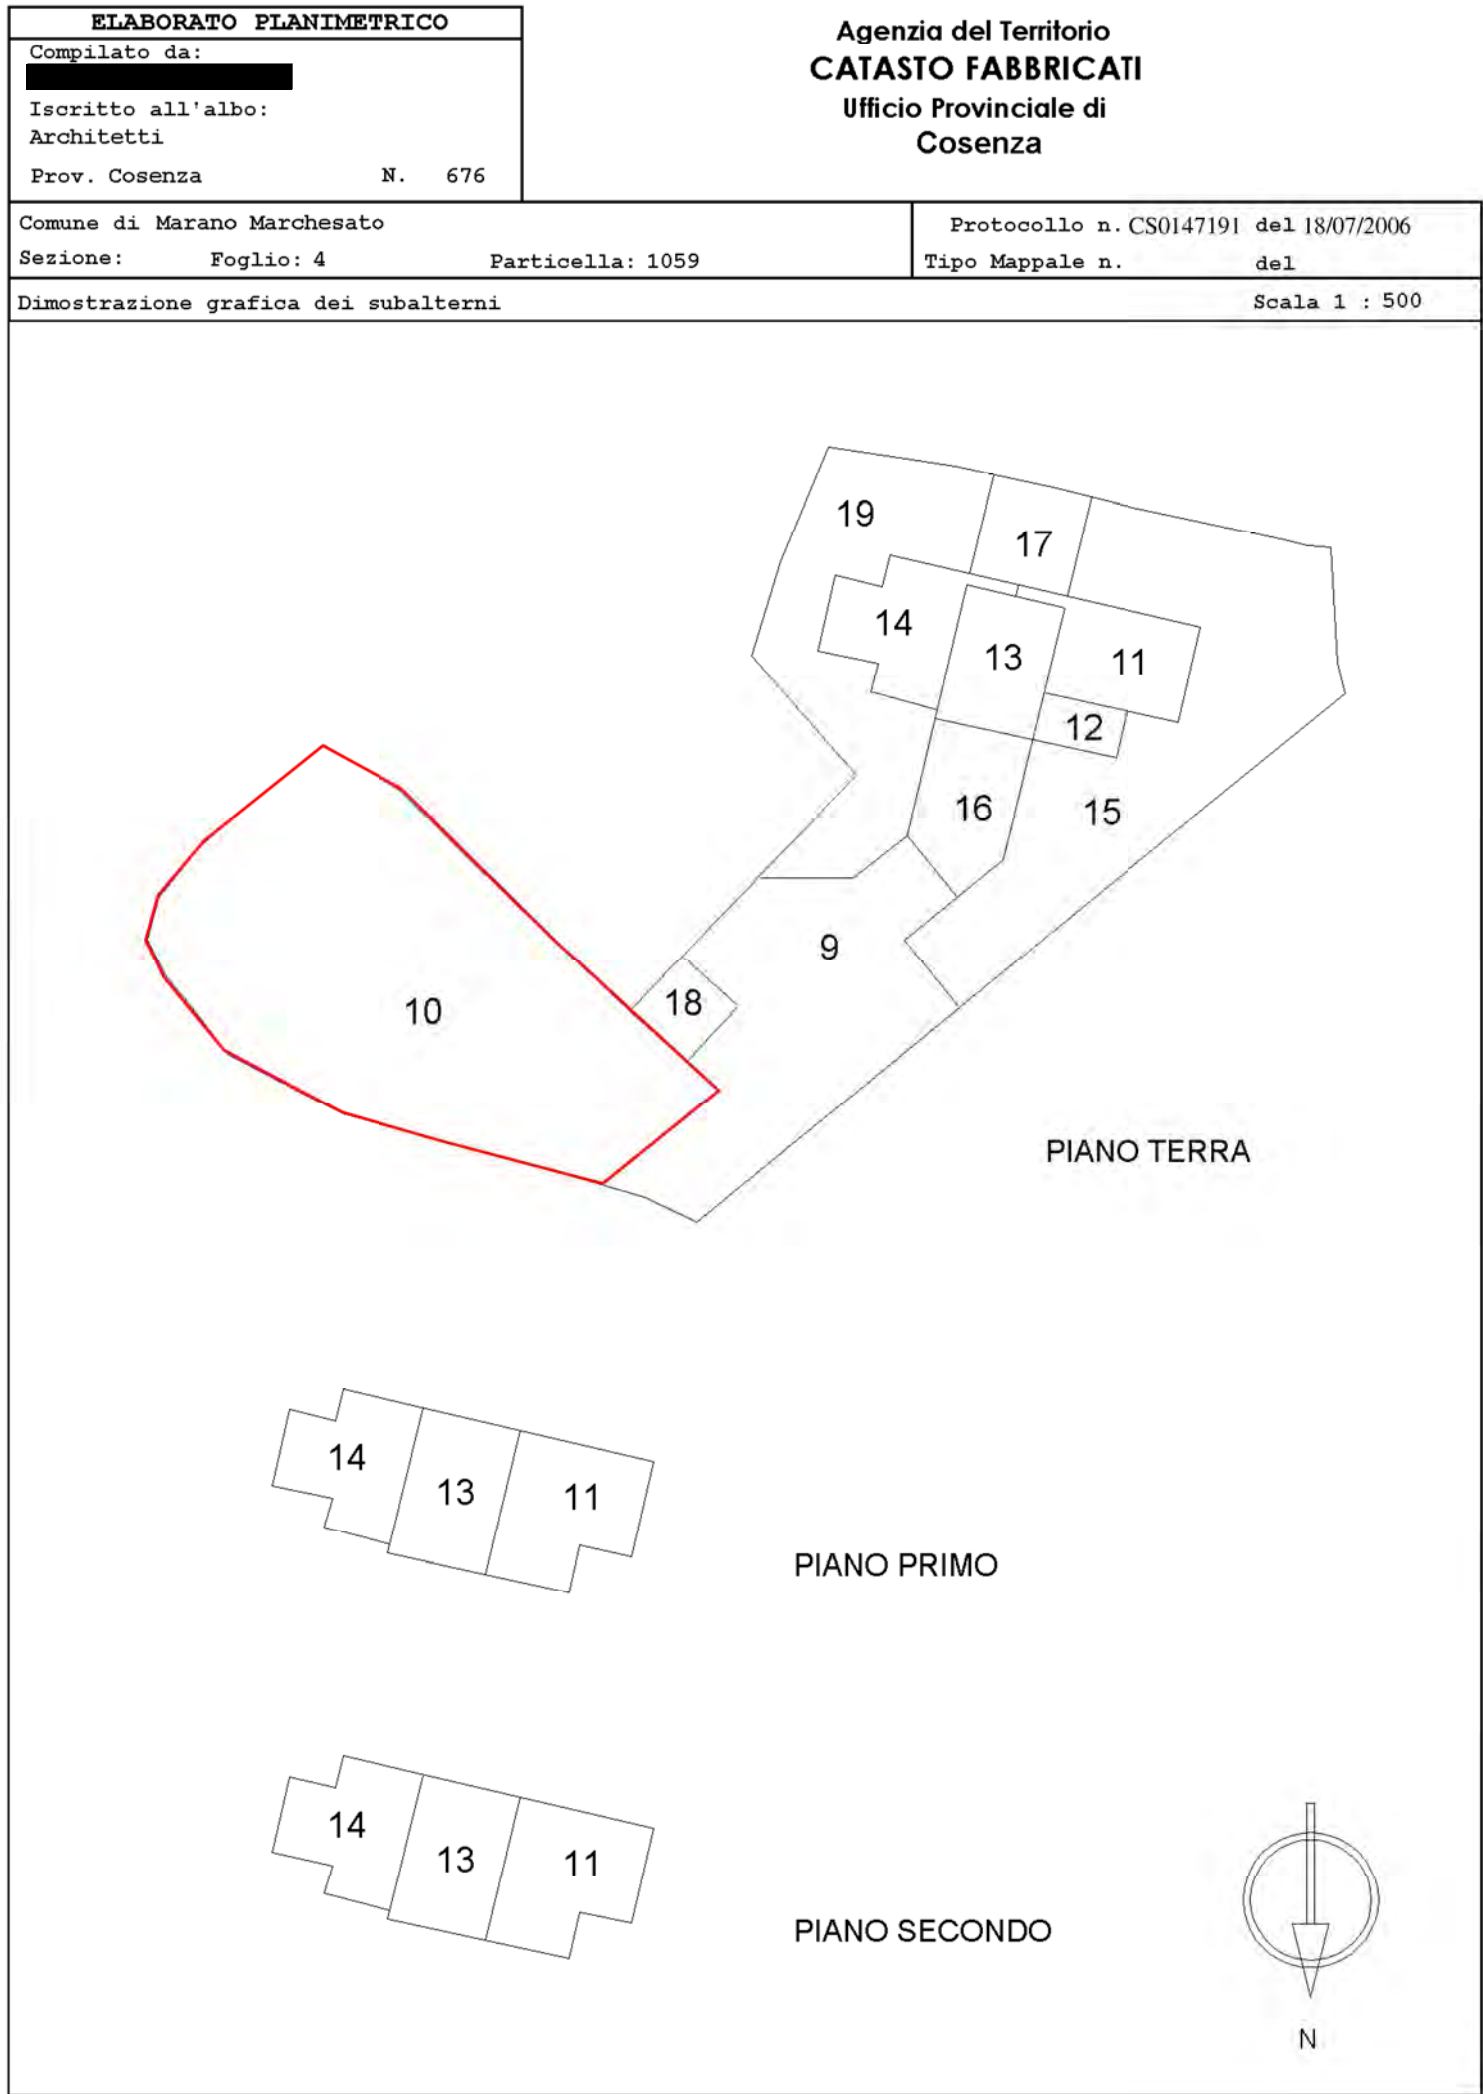 ELABORATO PLANIMETRICO
Compilato da:
Iscritto all'albo:
Architetti
Prov. Cosenza N. 676
Agenzia del Territorio
CATASTO FABBRICATI
Ufficio Provinciale di
Cosenza
Comune di Marano Marchesato
Sezione: Foglio: 4 Particella: 1059
Protocollo n. CS0147191 del 18/07/2006
Tipo Mappale n. del
Dimostrazione grafica dei subalterni Scala 1 : 500
19
17
14
13
11
12
16
15
9
18
10
PIANO TERRA
14
13
11
PIANO PRIMO
14
13
11
PIANO SECONDO
N